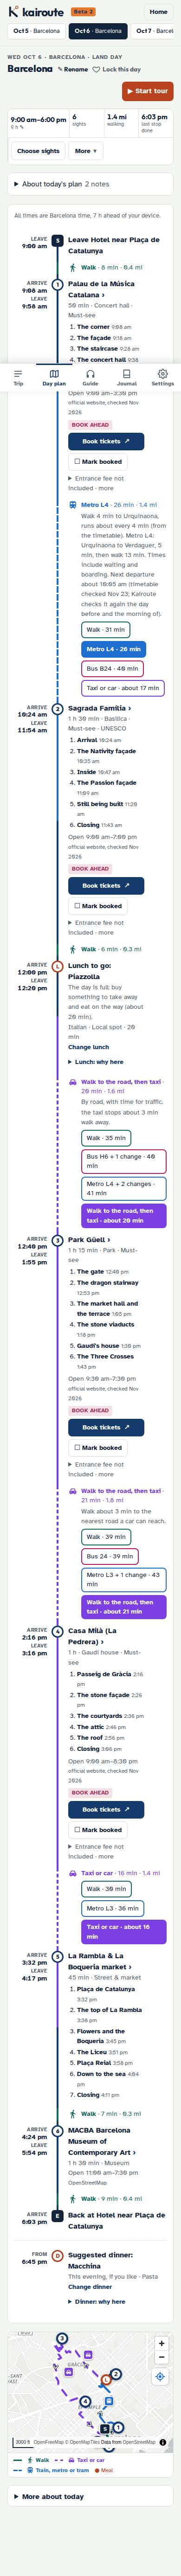 kairoute Beta 2 Home
Oct 5 · Barcelona Oct 6 · Barcelona Oct 7 · Barcel
WED OCT 6 · BARCELONA · LAND DAY
Barcelona ✎ Rename ♡ Lock this day
▶ Start tour
9:00 am–6:00 pm
9 h ✎
6
sights
1.4 mi
walking
6:03 pm
last stop
done
Choose sights More ▾
▶ About today's plan 2 notes
All times are Barcelona time, 7 h ahead of your device.
LEAVE
9:00 am
S
Leave Hotel near Plaça de
Catalunya
Walk · 8 min · 0.4 mi
ARRIVE
9:08 am
LEAVE
9:58 am
1
Palau de la Música
Catalana ›
50 min · Concert hall ·
Must-see
1. The corner 9:08 am
2. The façade 9:18 am
3. The staircase 9:28 am
4. The concert hall 9:38
Trip Day plan Guide Journal Settings
Open 9:00 am–3:30 pm
official website, checked Nov
2026
BOOK AHEAD
Book tickets ↗
☐ Mark booked
▶ Entrance fee not
included · more
Metro L4 · 26 min · 1.4 mi
Walk 4 min to Urquinaona,
runs about every 4 min (from
the timetable). Metro L4:
Urquinaona to Verdaguer, 5
min, then walk 13 min. Times
include waiting and
boarding. Next departure
about 10:05 am (timetable
checked Nov 23; Kairoute
checks it again the day
before and the morning of).
Walk · 31 min
Metro L4 · 26 min
Bus B24 · 40 min
Taxi or car · about 17 min
ARRIVE
10:24 am
LEAVE
11:54 am
2
Sagrada Família ›
1 h 30 min · Basilica ·
Must-see · UNESCO
1. Arrival 10:24 am
2. The Nativity façade
10:35 am
3. Inside 10:47 am
4. The Passion façade
11:09 am
5. Still being built 11:20
am
6. Closing 11:43 am
Open 9:00 am–7:00 pm
official website, checked Nov
2026
BOOK AHEAD
Book tickets ↗
☐ Mark booked
▶ Entrance fee not
included · more
Walk · 6 min · 0.3 mi
ARRIVE
12:00 pm
LEAVE
12:20 pm
L
Lunch to go:
Piazzolla
The day is full: buy
something to take away
and eat on the way (about
20 min).
Italian · Local spot · 20
min
Change lunch
▶ Lunch: why here
Walk to the road, then taxi ·
20 min · 1.6 mi
By road, with time for traffic.
the taxi stops about 3 min
walk away.
Walk · 35 min
Bus H6 + 1 change · 40
min
Metro L4 + 2 changes ·
41 min
Walk to the road, then
taxi · about 20 min
ARRIVE
12:40 pm
LEAVE
1:55 pm
3
Park Güell ›
1 h 15 min · Park · Must-
see
1. The gate 12:40 pm
2. The dragon stairway
12:53 pm
3. The market hall and
the terrace 1:05 pm
4. The stone viaducts
1:18 pm
5. Gaudí's house 1:30 pm
6. The Three Crosses
1:43 pm
Open 9:30 am–7:30 pm
official website, checked Nov
2026
BOOK AHEAD
Book tickets ↗
☐ Mark booked
▶ Entrance fee not
included · more
Walk to the road, then taxi ·
21 min · 1.8 mi
Walk about 3 min to the
nearest road a car can reach.
Walk · 39 min
Bus 24 · 39 min
Metro L3 + 1 change · 43
min
Walk to the road, then
taxi · about 21 min
ARRIVE
2:16 pm
LEAVE
3:16 pm
4
Casa Milà (La
Pedrera) ›
1 h · Gaudí house · Must-
see
1. Passeig de Gràcia 2:16
pm
2. The stone façade 2:26
pm
3. The courtyards 2:36 pm
4. The attic 2:46 pm
5. The roof 2:56 pm
6. Closing 3:06 pm
Open 9:00 am–8:30 pm
official website, checked Nov
2026
BOOK AHEAD
Book tickets ↗
☐ Mark booked
▶ Entrance fee not
included · more
Taxi or car · 16 min · 1.4 mi
Walk · 30 min
Metro L3 · 36 min
Taxi or car · about 16
min
ARRIVE
3:32 pm
LEAVE
4:17 pm
5
La Rambla & La
Boqueria market ›
45 min · Street & market
1. Plaça de Catalunya
3:32 pm
2. The top of La Rambla
3:38 pm
3. Flowers and the
Boqueria 3:45 pm
4. The Liceu 3:51 pm
5. Plaça Reial 3:58 pm
6. Down to the sea 4:04
pm
7. Closing 4:11 pm
Walk · 7 min · 0.3 mi
ARRIVE
4:24 pm
LEAVE
5:54 pm
6
MACBA Barcelona
Museum of
Contemporary Art ›
1 h 30 min · Museum
Open 11:00 am–7:30 pm
OpenStreetMap
Walk · 9 min · 0.4 mi
ARRIVE
6:03 pm
E
Back at Hotel near Plaça de
Catalunya
FROM
6:45 pm
D
Suggested dinner:
Macchina
This evening, if you like · Pasta
Change dinner
▶ Dinner: why here
3 2 L 4 S 1
GRÀCIA
+
−
3000 ft OpenFreeMap © OpenMapTiles Data from OpenStreetMap
Walk Taxi or car
Train, metro or tram Meal
▶ More about today